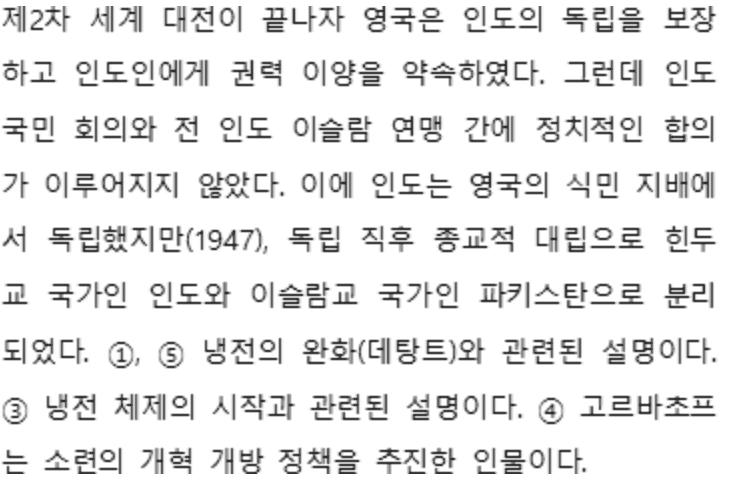 제2차 세계 대전이 끝나자 영국은 인도의 독립을 보장
하고 인도인에게 권력 이양을 약속하였다. 그런데 인도
국민 회의와 전 인도 이슬람 연맹 간에 정치적인 합의
가 이루어지지 않았다. 이에 인도는 영국의 식민 지배에
서 독립했지만(1947), 독립 직후 종교적 대립으로 힌두
교 국가인 인도와 이슬람교 국가인 파키스탄으로 분리
되었다. ①, ⑤ 냉전의 완화(데탕트)와 관련된 설명이다.
③ 냉전 체제의 시작과 관련된 설명이다. ④ 고르바초프
는 소련의 개혁 개방 정책을 추진한 인물이다.